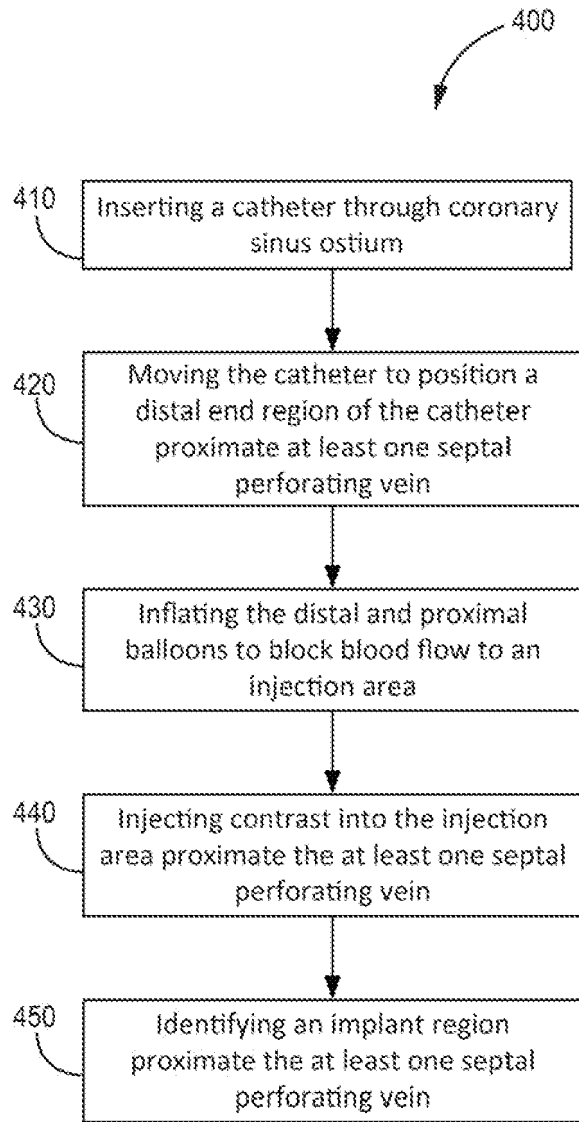 400
410
Inserting a catheter through coronary
sinus ostium
420
Moving the catheter to position a
distal end region of the catheter
proximate at least one septal
perforating vein
430
Inflating the distal and proximal
balloons to block blood flow to an
injection area
440
Injecting contrast into the injection
area proximate the at least one septal
perforating vein
450
Identifying an implant region
proximate the at least one septal
perforating vein